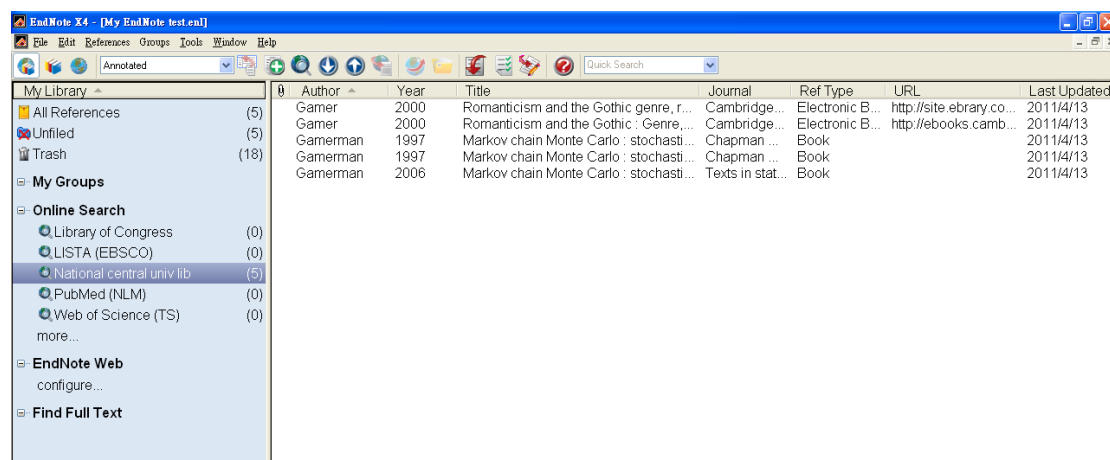 EndNote X4 - [My EndNote test.enl]
File Edit References Groups Tools Window Help
Annotated Quick Search
My Library Author Year Title Journal Ref Type URL Last Updated
All References (5)
Unfiled (5)
Trash (18)
My Groups
Online Search
Library of Congress (0)
LISTA (EBSCO) (0)
National central univ lib (5)
PubMed (NLM) (0)
Web of Science (TS) (0)
more...
EndNote Web
configure...
Find Full Text
Gamer 2000 Romanticism and the Gothic genre, r... Cambridge... Electronic B... http://site.ebrary.co... 2011/4/13
Gamer 2000 Romanticism and the Gothic : Genre,... Cambridge... Electronic B... http://ebooks.camb... 2011/4/13
Gamerman 1997 Markov chain Monte Carlo : stochasti... Chapman ... Book 2011/4/13
Gamerman 1997 Markov chain Monte Carlo : stochasti... Chapman ... Book 2011/4/13
Gamerman 2006 Markov chain Monte Carlo : stochasti... Texts in stat... Book 2011/4/13